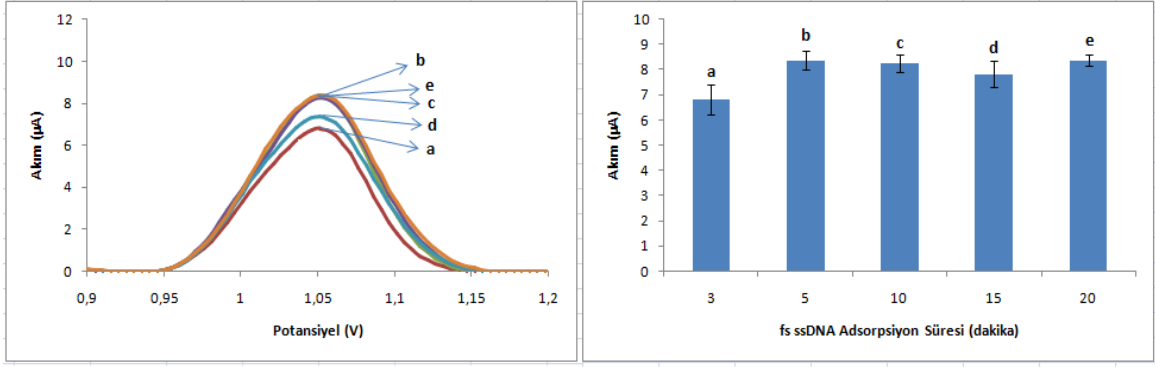 12
10
8
6
4
2
0
Akım (µA)
b
e
c
d
a
0,9 0,95 1 1,05 1,1 1,15 1,2
Potansiyel (V)
10
9
8
7
6
5
4
3
2
1
0
Akım (µA)
a b c d e
3 5 10 15 20
fs ssDNA Adsorpsiyon Süresi (dakika)